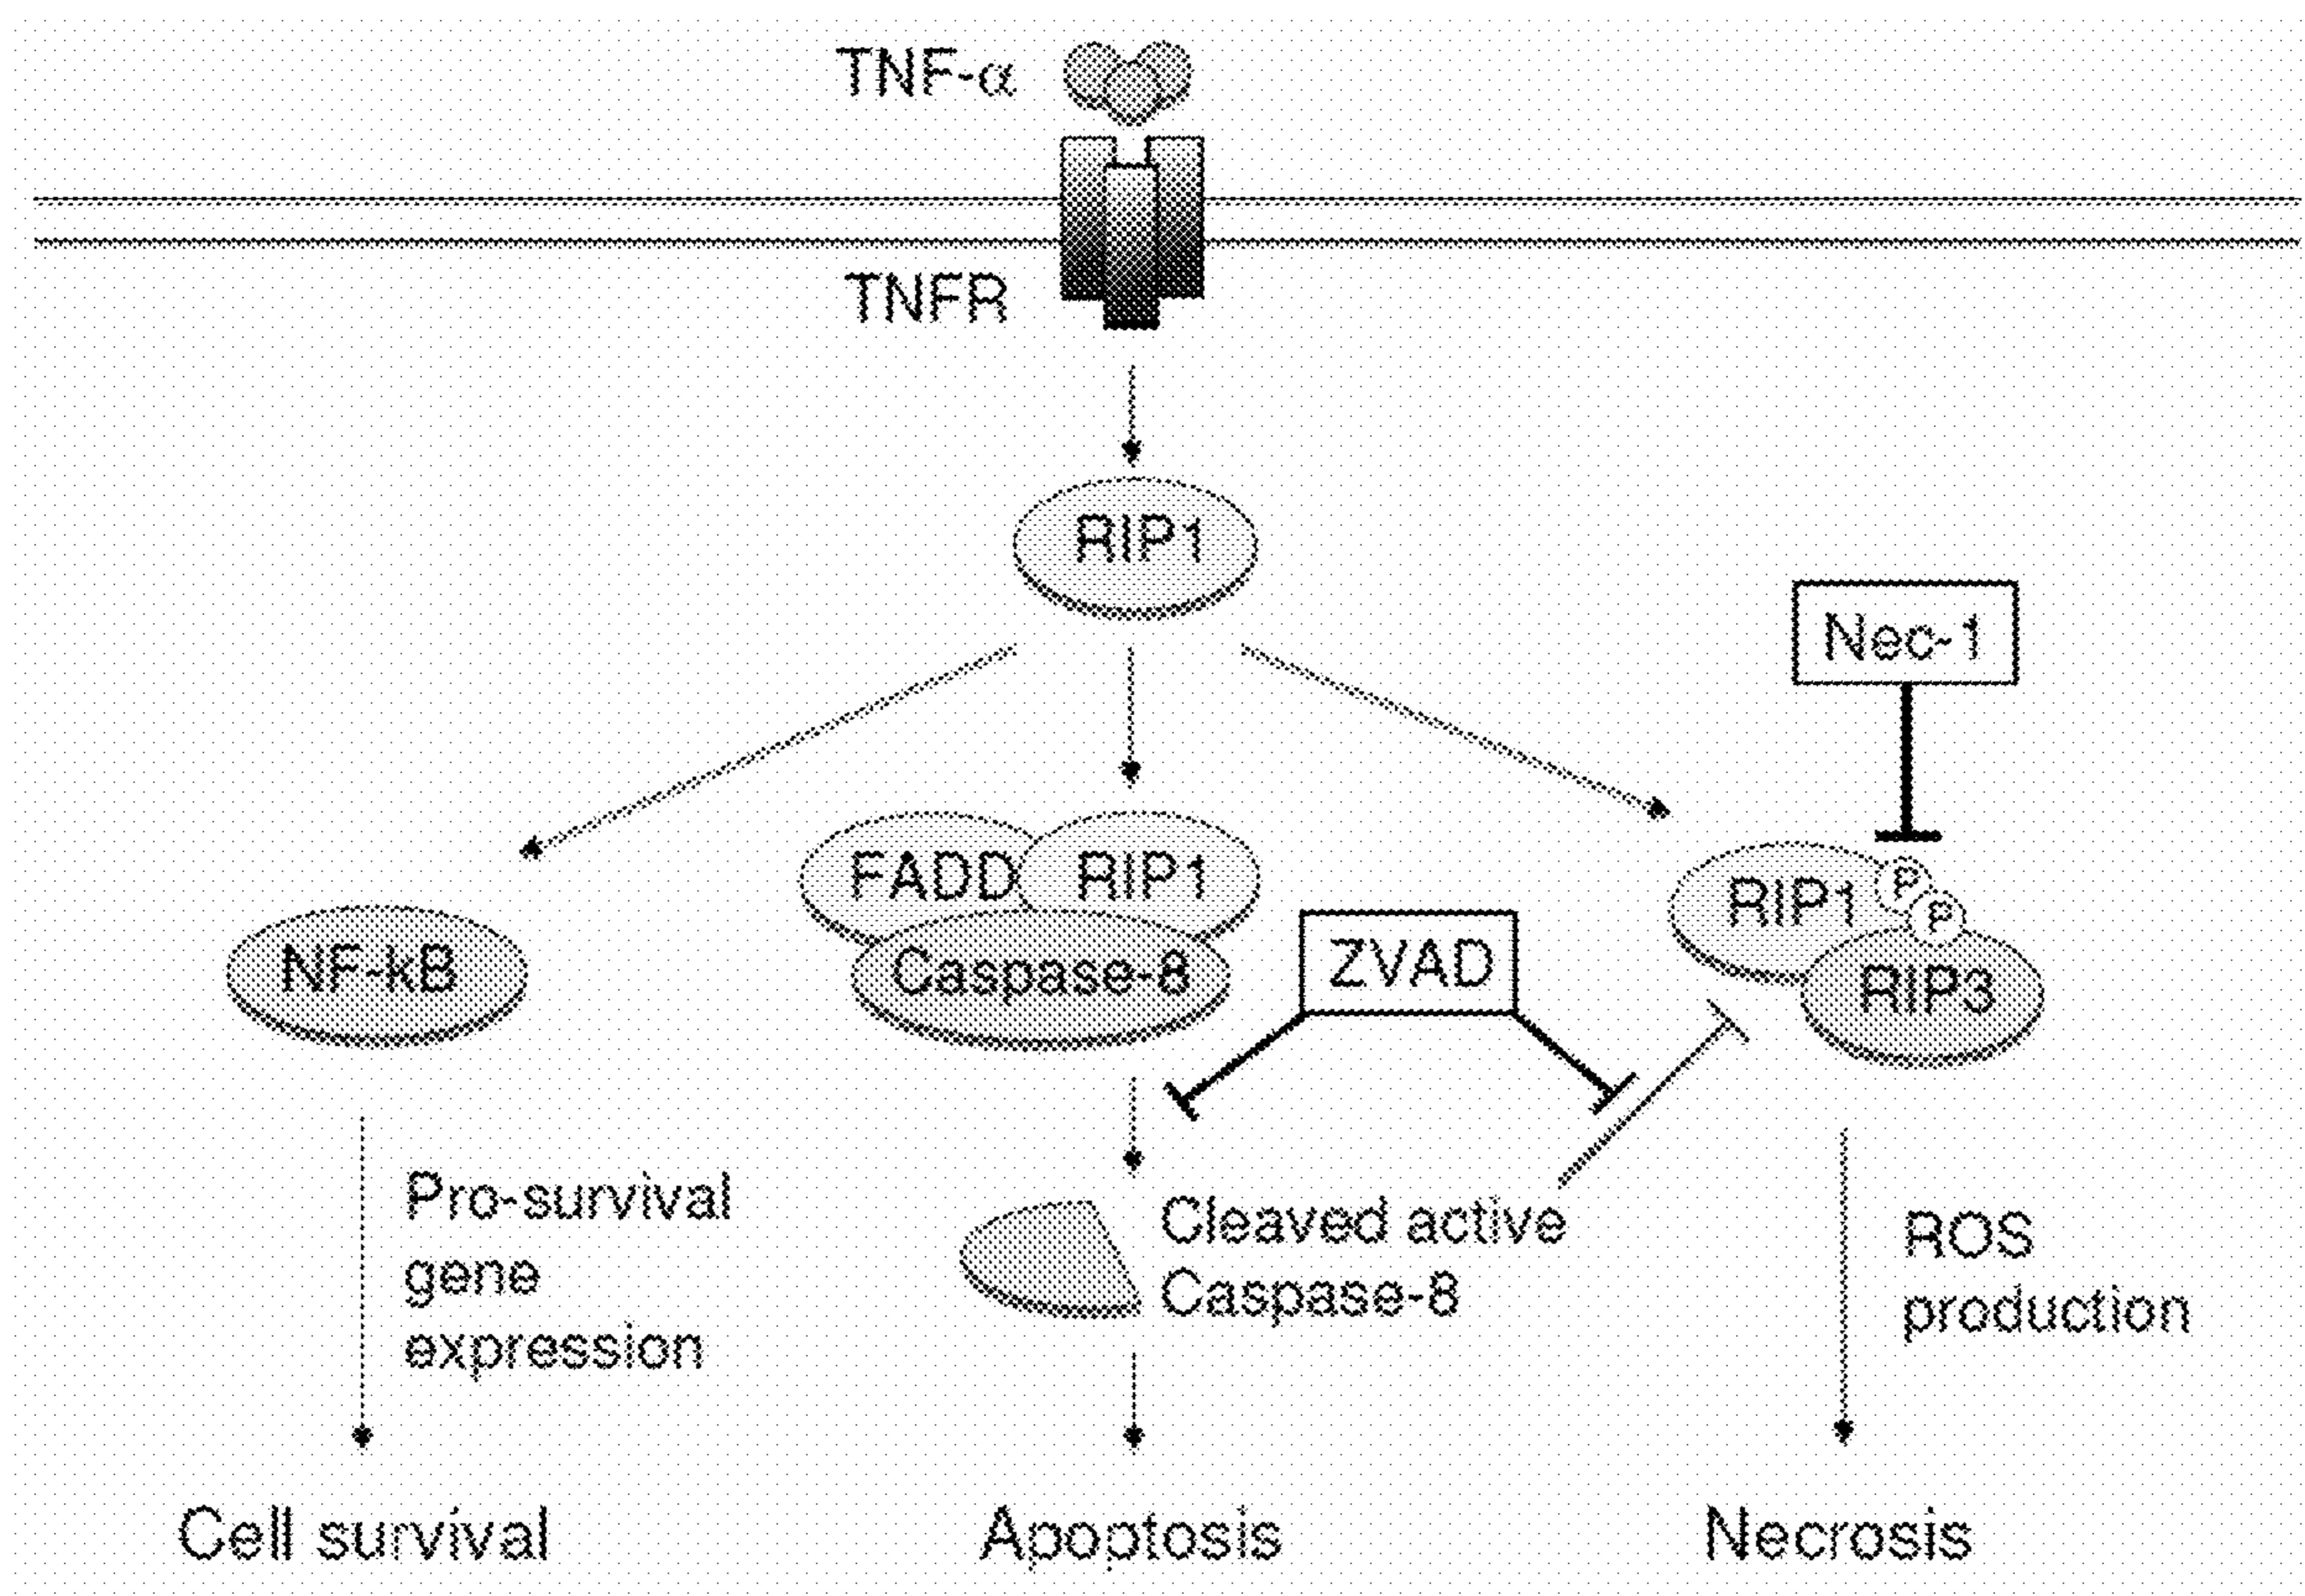 TNF-α
TNFR
RIP1
Nec-1
FADD
RIP1
Caspase-8
ZVAD
RIP1
P
P
RIP3
NF-kB
Pro-survival
gene
expression
Cleaved active
Caspase-8
ROS
production
Cell survival
Apoptosis
Necrosis